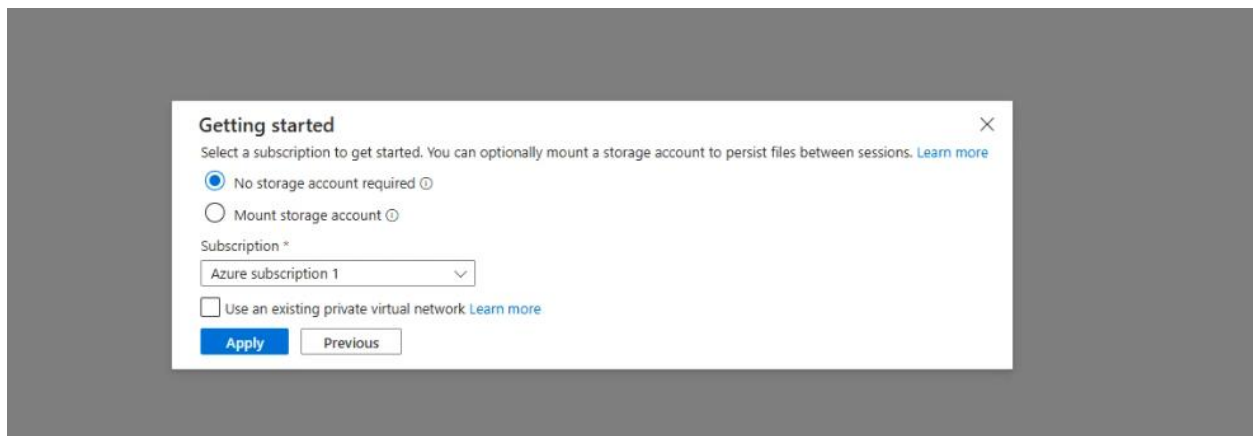 Getting started
Select a subscription to get started. You can optionally mount a storage account to persist files between sessions. Learn more
No storage account required
Mount storage account
Subscription *
Azure subscription 1
Use an existing private virtual network Learn more
Apply Previous